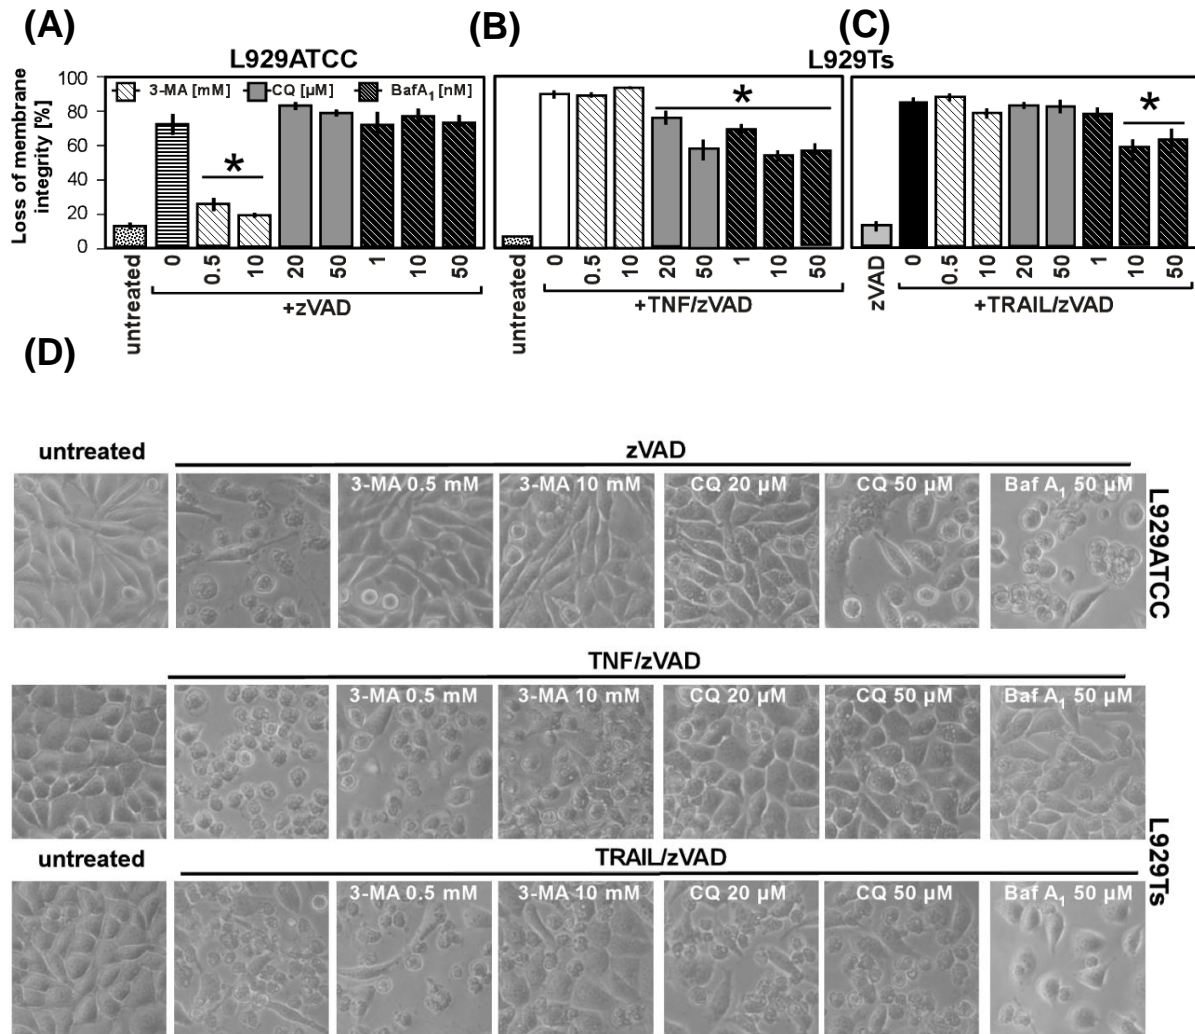 (A)
(B)
(C)
L929ATCC
L929Ts
Loss of membrane
integrity [%]
100
80
60
40
20
0
3-MA [mM]
CQ [µM]
BafA1 [nM]
*
*
*
untreated
0
0.5
10
20
50
1
10
50
+zVAD
untreated
0
0.5
10
20
50
1
10
50
+TNF/zVAD
zVAD
0
0.5
10
20
50
1
10
50
+TRAIL/zVAD
(D)
untreated
zVAD
3-MA 0.5 mM
3-MA 10 mM
CQ 20 µM
CQ 50 µM
Baf A1 50 µM
L929ATCC
TNF/zVAD
3-MA 0.5 mM
3-MA 10 mM
CQ 20 µM
CQ 50 µM
Baf A1 50 µM
L929Ts
untreated
TRAIL/zVAD
3-MA 0.5 mM
3-MA 10 mM
CQ 20 µM
CQ 50 µM
Baf A1 50 µM